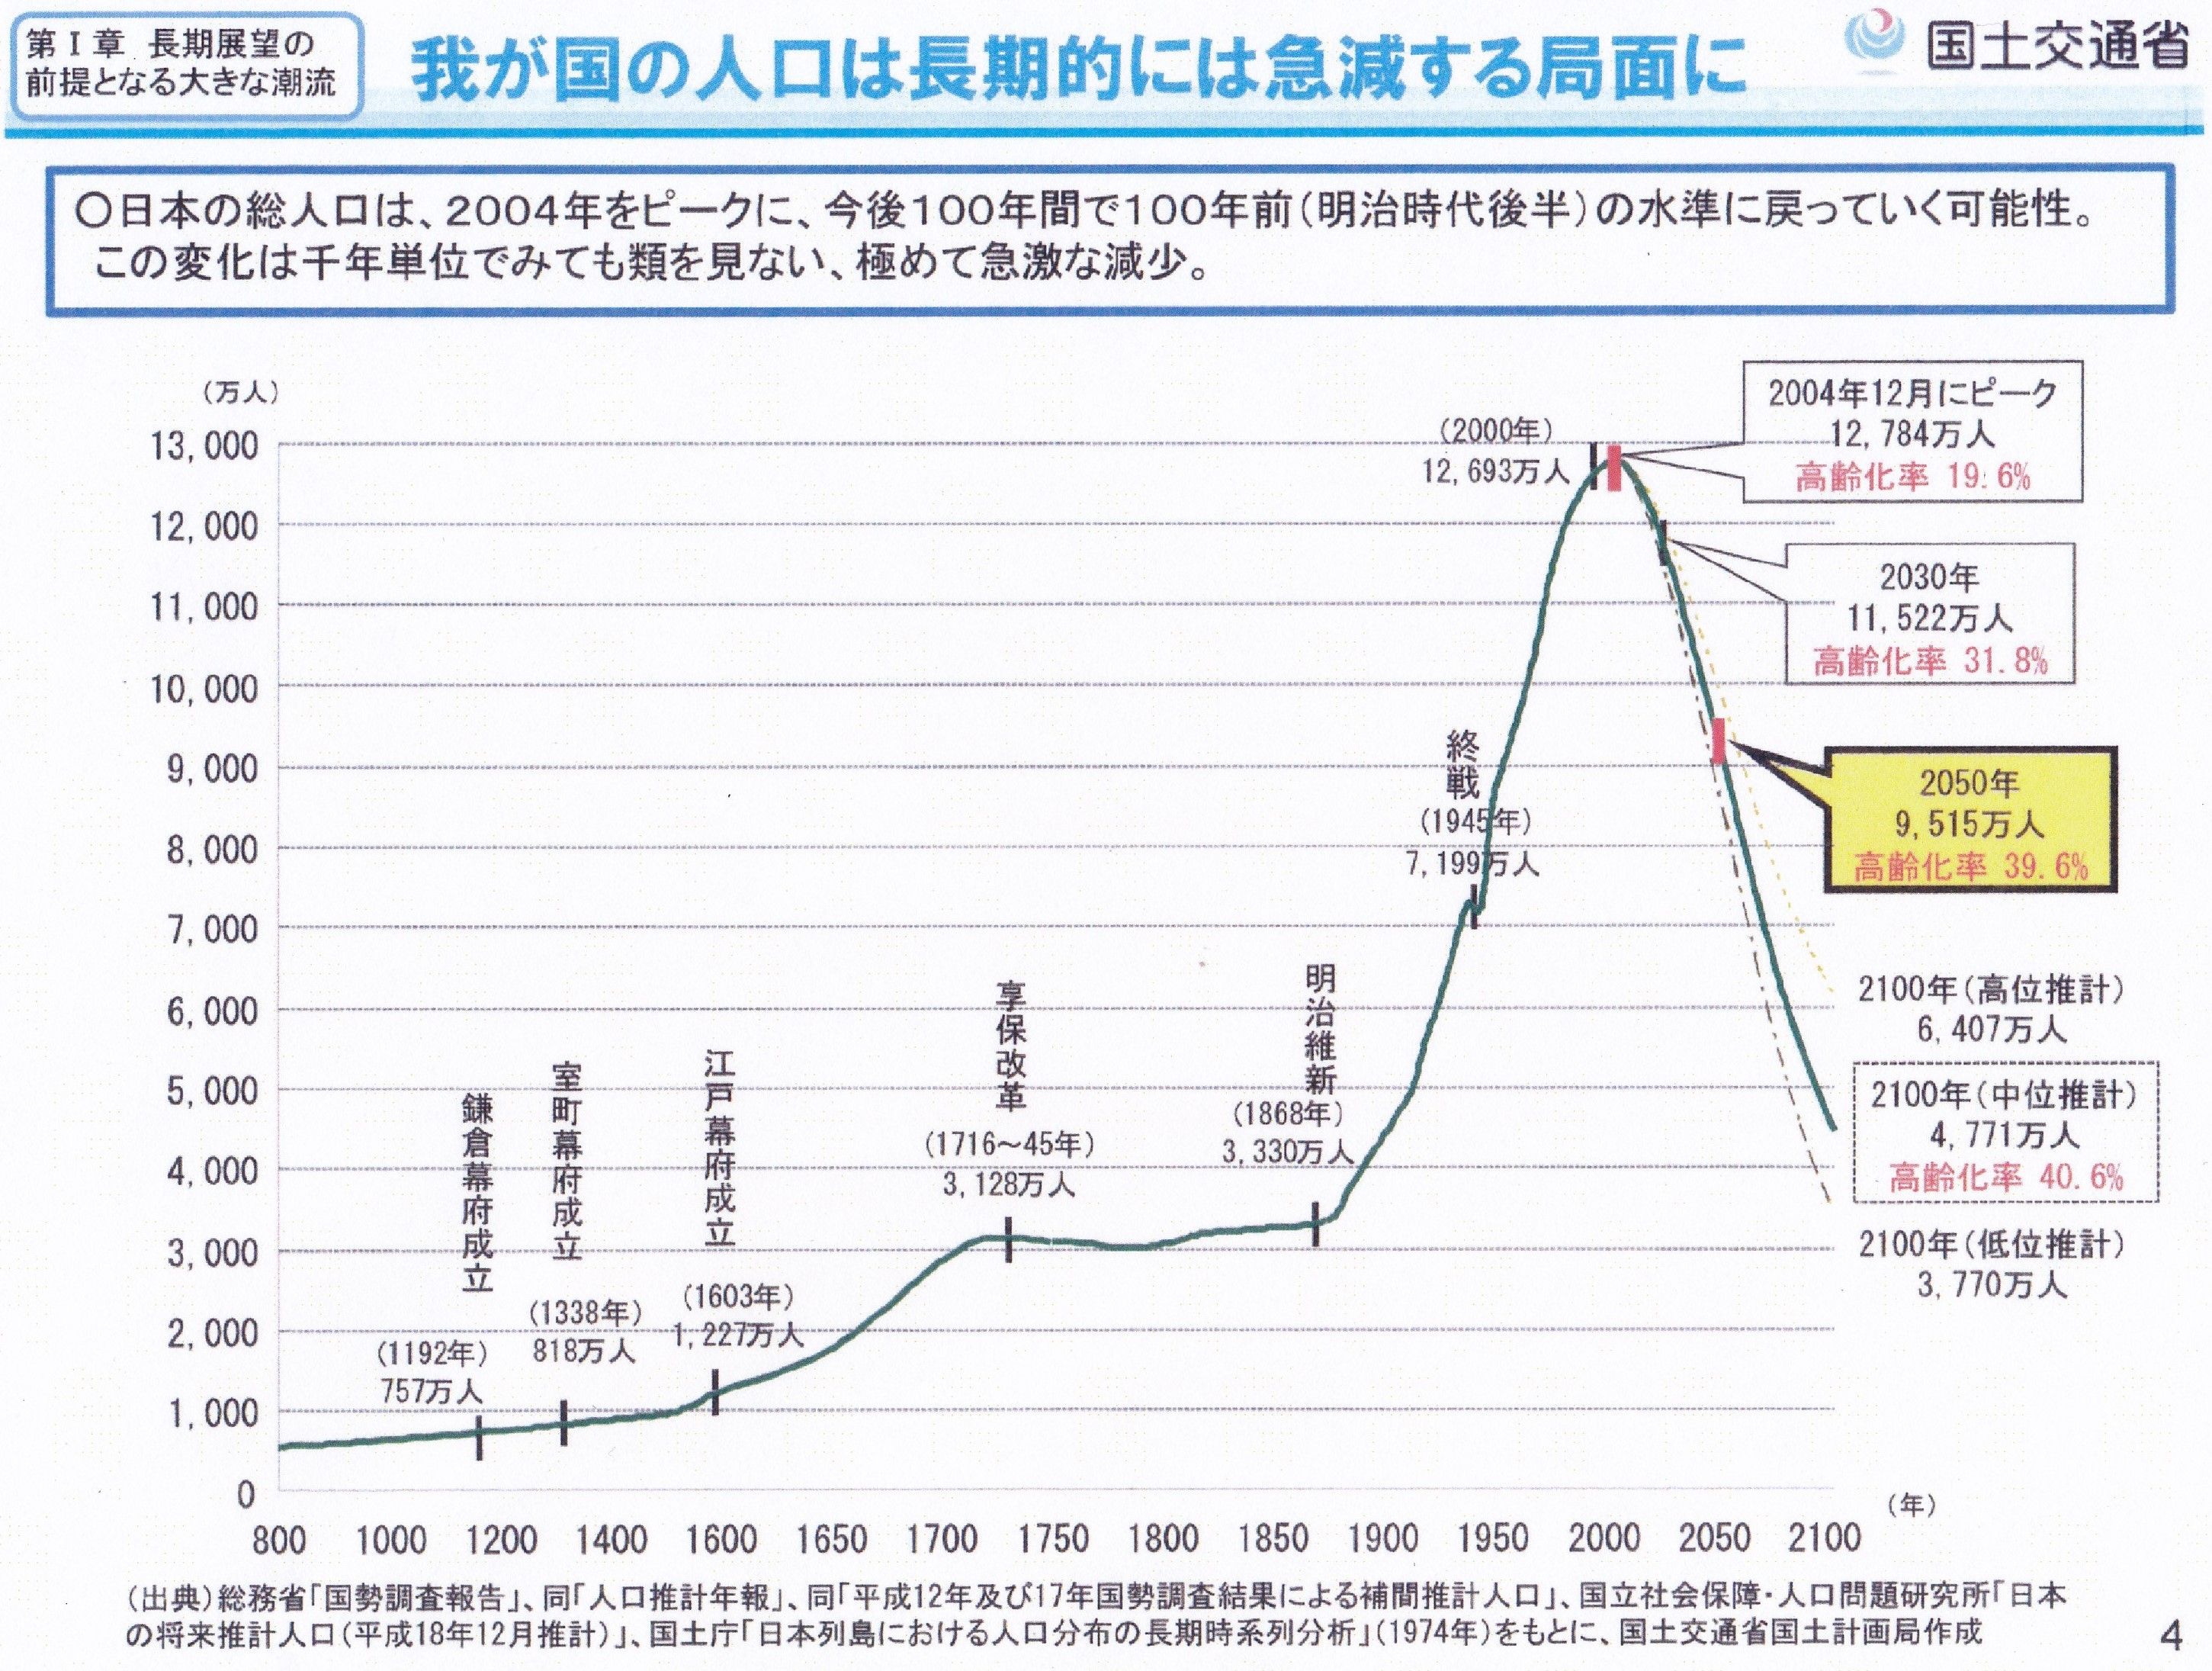 第Ⅰ章 長期展望の
前提となる大きな潮流
我が国の人口は長期的には急減する局面に
国土交通省
〇日本の総人口は、2004年をピークに、今後100年間で100年前(明治時代後半)の水準に戻っていく可能性。
この変化は千年単位でみても類を見ない、極めて急激な減少。
(万人)
13,000
12,000
11,000
10,000
9,000
8,000
7,000
6,000
5,000
4,000
3,000
2,000
1,000
0
鎌倉幕府成立
(1192年)
757万人
室町幕府成立
(1338年)
818万人
江戸幕府成立
(1603年)
1,227万人
享保改革
(1716～45年)
3,128万人
明治維新
(1868年)
3,330万人
終戦
(1945年)
7,199万人
(2000年)
12,693万人
2004年12月にピーク
12,784万人
高齢化率 19.6%
2030年
11,522万人
高齢化率 31.8%
2050年
9,515万人
高齢化率 39.6%
2100年(高位推計)
6,407万人
2100年(中位推計)
4,771万人
高齢化率 40.6%
2100年(低位推計)
3,770万人
800 1000 1200 1400 1600 1650 1700 1750 1800 1850 1900 1950 2000 2050 2100
(年)
(出典)総務省「国勢調査報告」、同「人口推計年報」、同「平成12年及び17年国勢調査結果による補間推計人口」、国立社会保障・人口問題研究所「日本
の将来推計人口(平成18年12月推計)」、国土庁「日本列島における人口分布の長期時系列分析」(1974年)をもとに、国土交通省国土計画局作成
4